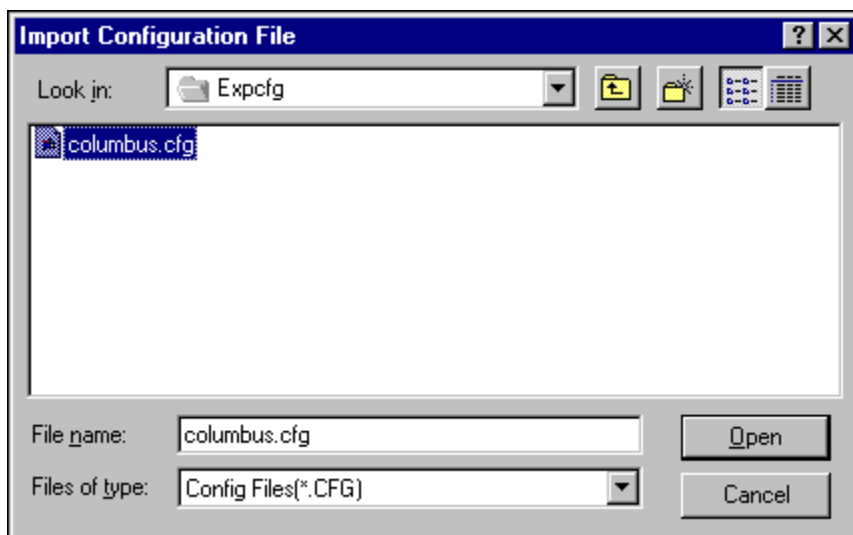 Import Configuration File
Look in: Expcfg
columbus.cfg
File name: columbus.cfg Open
Files of type: Config Files(*.CFG) Cancel